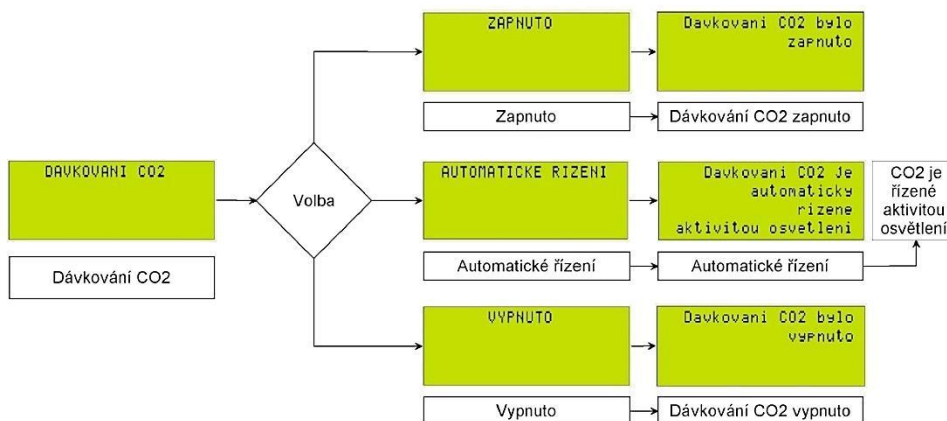 ZAPNUTO
Davkovani CO2 bylo
zapnuto
Zapnuto
Dávkování CO2 zapnuto
DAVKOVANI CO2
Dávkování CO2
Volba
AUTOMATICKE RIZENI
Davkovani CO2 Je
automaticky
rizene
aktivitou osvetleni
CO2 je
řízené
aktivitou
osvětlení
Automatické řízení
Automatické řízení
VYPNUTO
Davkovani CO2 bylo
vypnuto
Vypnuto
Dávkování CO2 vypnuto